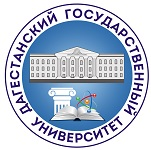 ДАГЕСТАНСКИЙ ГОСУДАРСТВЕННЫЙ
УНИВЕРСИТЕТ